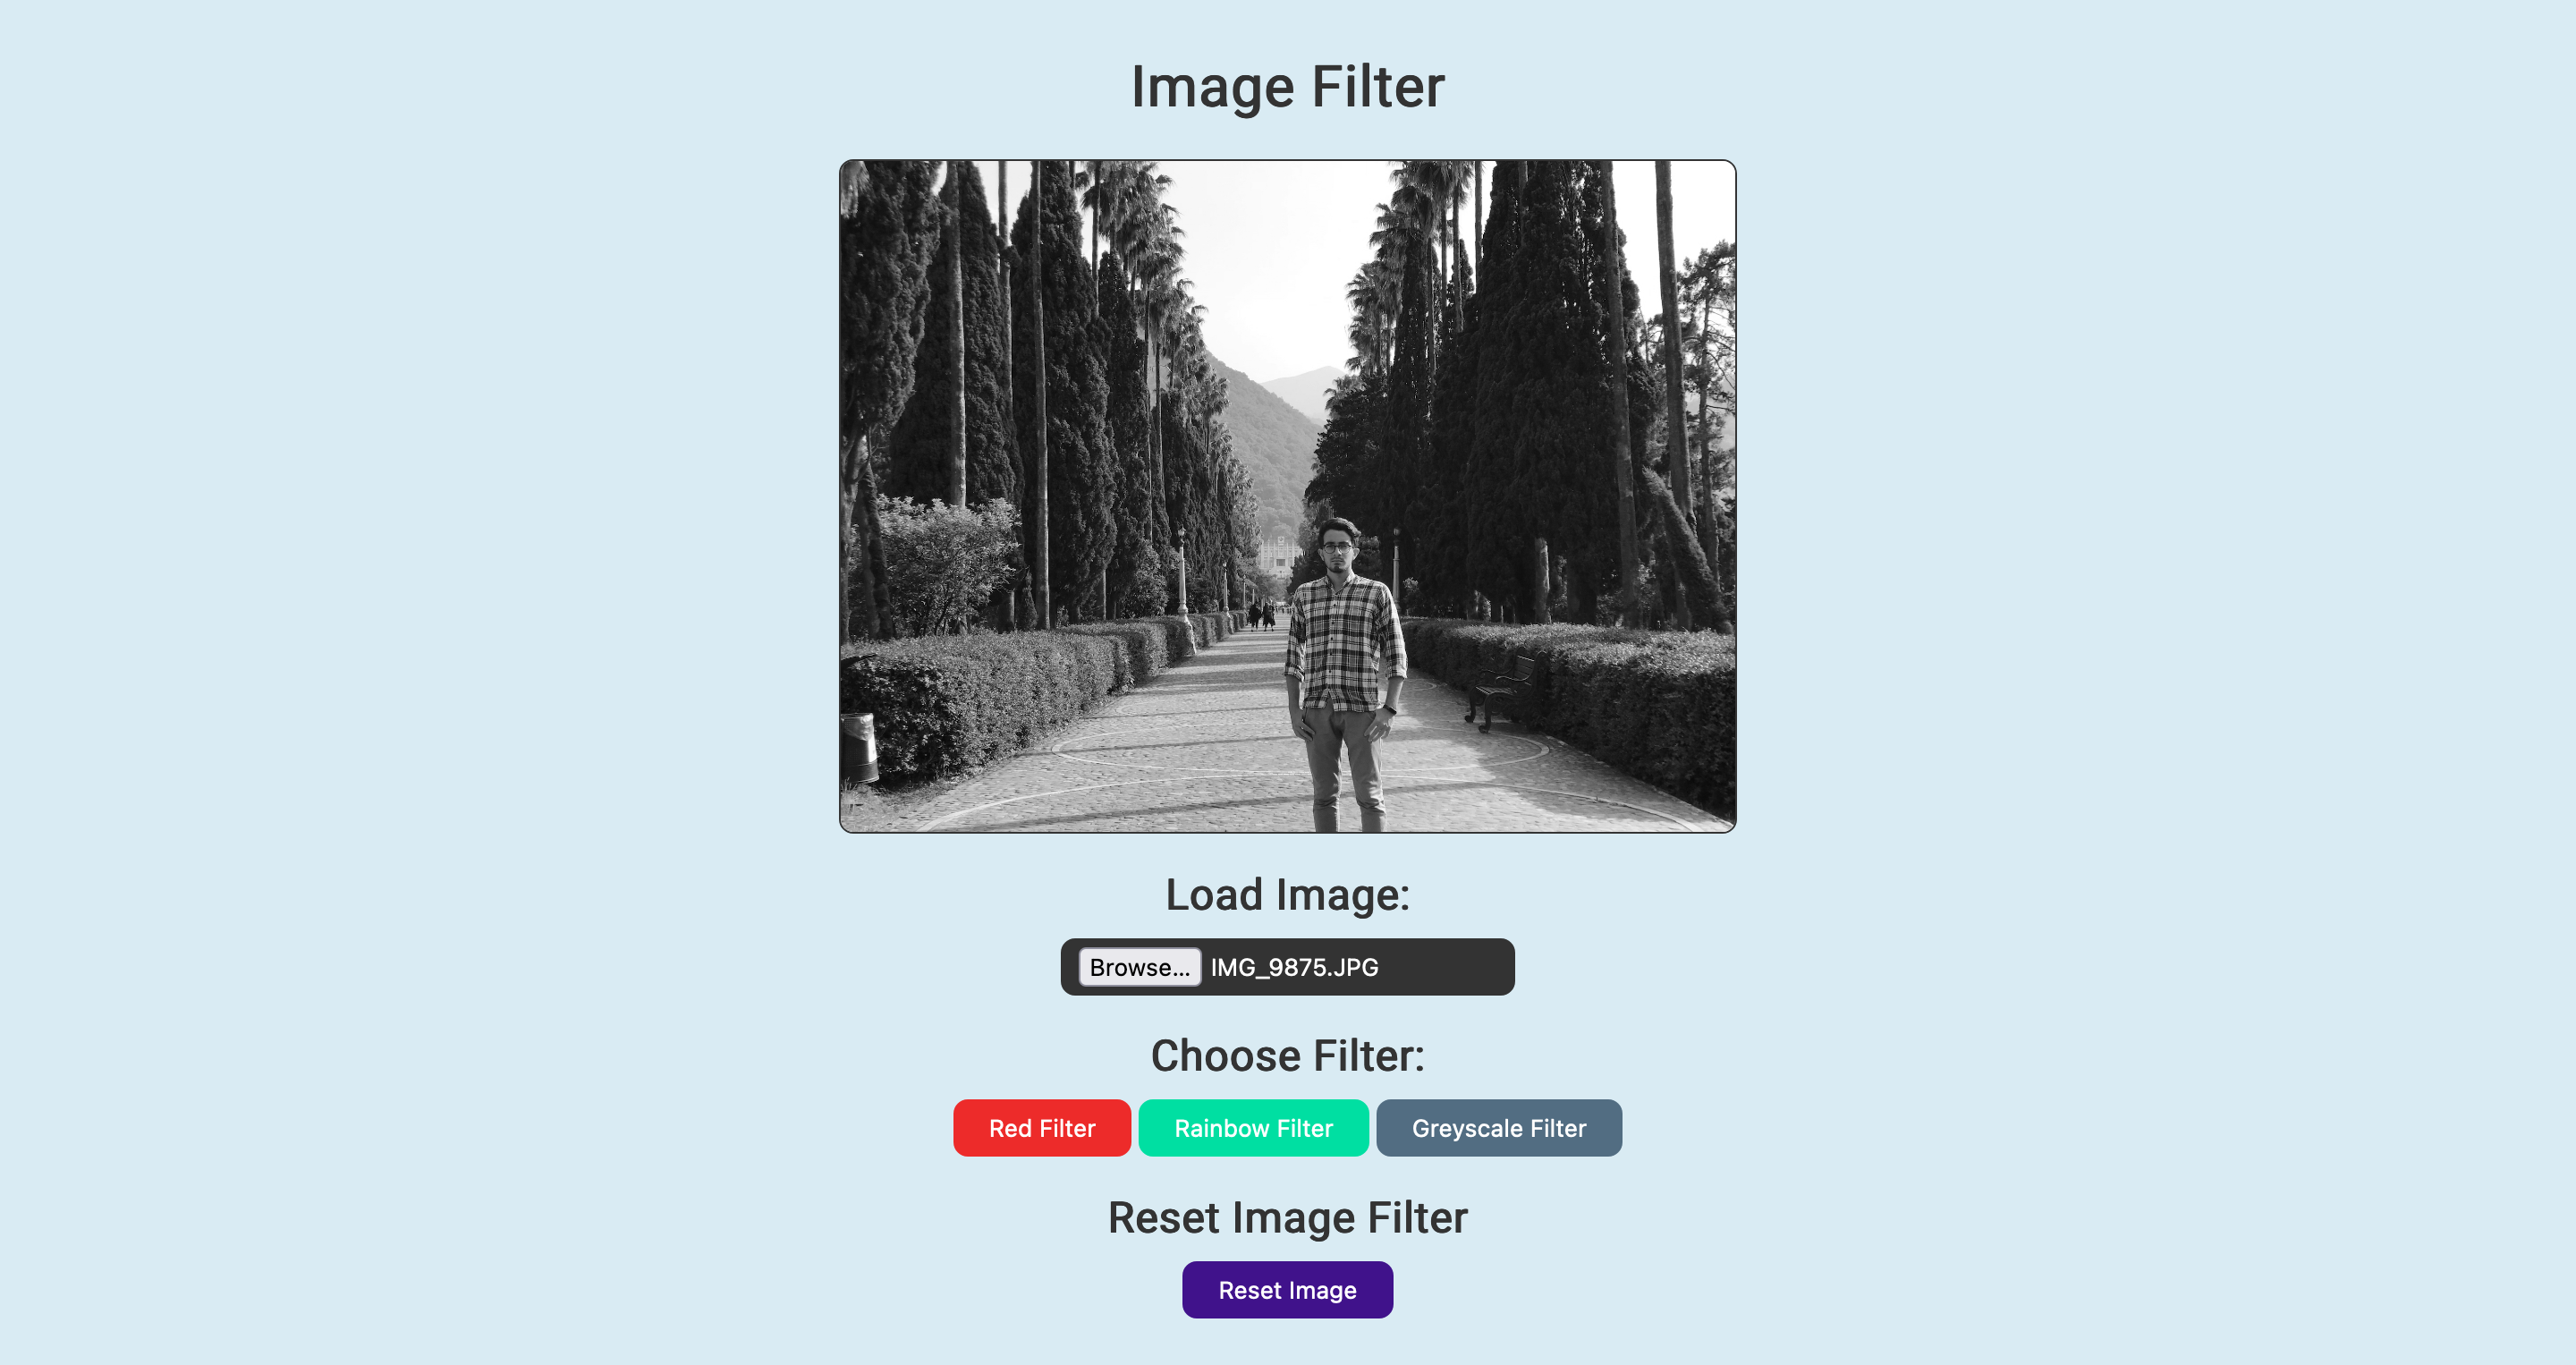 Image Filter
Load Image:
Browse... IMG_9875.JPG
Choose Filter:
Red Filter Rainbow Filter Greyscale Filter
Reset Image Filter
Reset Image